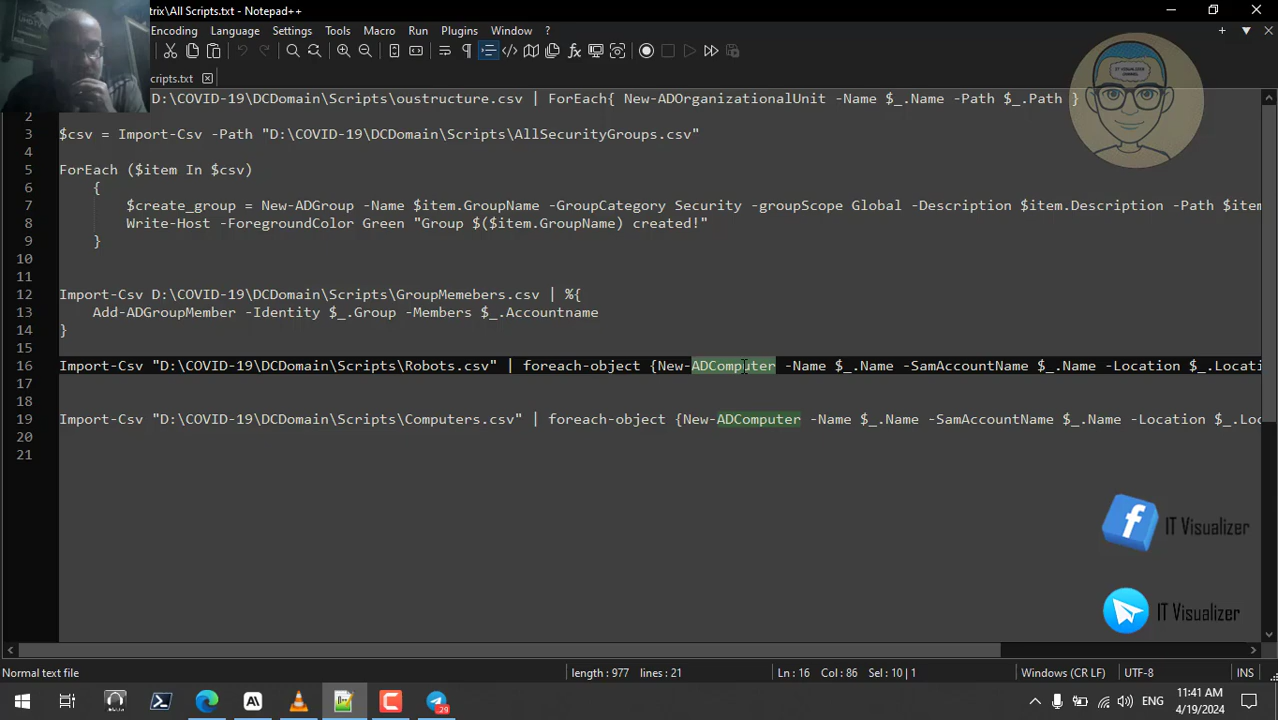 trix\All Scripts.txt - Notepad++
Encoding Language Settings Tools Macro Run Plugins Window ?
cripts.txt
D:\COVID-19\DCDomain\Scripts\oustructure.csv | ForEach{ New-ADOrganizationalUnit -Name $_.Name -Path $_.Path }
2
3 $csv = Import-Csv -Path "D:\COVID-19\DCDomain\Scripts\AllSecurityGroups.csv"
4
5 ForEach ($item In $csv)
6 {
7 $create_group = New-ADGroup -Name $item.GroupName -GroupCategory Security -groupScope Global -Description $item.Description -Path $item
8 Write-Host -ForegroundColor Green "Group $($item.GroupName) created!"
9 }
10
11
12 Import-Csv D:\COVID-19\DCDomain\Scripts\GroupMemebers.csv | %{
13 Add-ADGroupMember -Identity $_.Group -Members $_.Accountname
14 }
15
16 Import-Csv "D:\COVID-19\DCDomain\Scripts\Robots.csv" | foreach-object {New-ADComputer -Name $_.Name -SamAccountName $_.Name -Location $_.Locati
17
18
19 Import-Csv "D:\COVID-19\DCDomain\Scripts\Computers.csv" | foreach-object {New-ADComputer -Name $_.Name -SamAccountName $_.Name -Location $_.Loc
20
21
IT VISUALIZER
CHANNEL
IT Visualizer
IT Visualizer
Normal text file length : 977 lines : 21 Ln : 16 Col : 86 Sel : 10 | 1 Windows (CR LF) UTF-8 INS
29 ENG 11:41 AM
4/19/2024